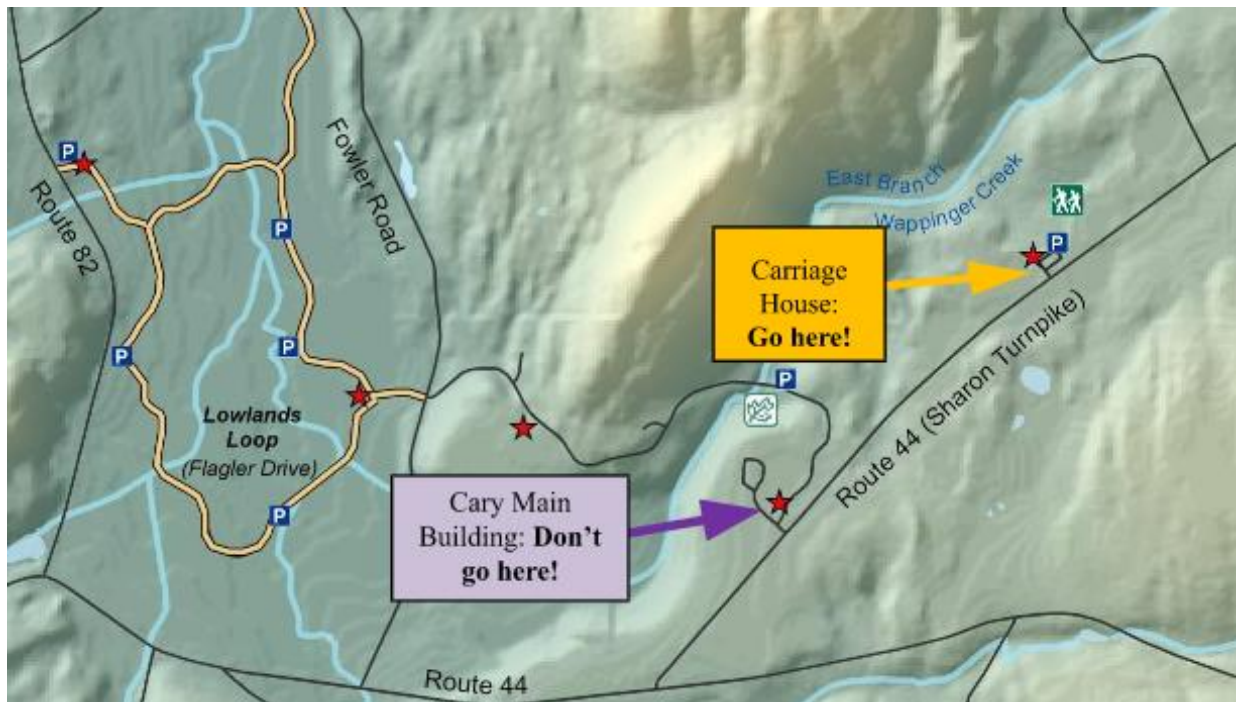 P
Route 82
Fowler Road
P
P
P
Lowlands
Loop
(Flagler Drive)
P
East Branch
Wappinger Creek
P
Carriage
House:
Go here!
P
Cary Main
Building: Don't
go here!
Route 44 (Sharon Turnpike)
Route 44